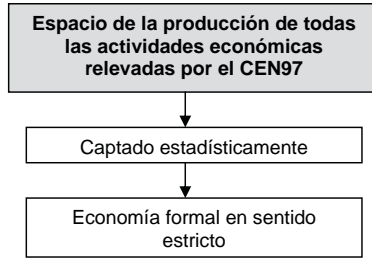 Espacio de la producción de todas
las actividades económicas
relevadas por el CEN97
Captado estadísticamente
Economía formal en sentido
estricto